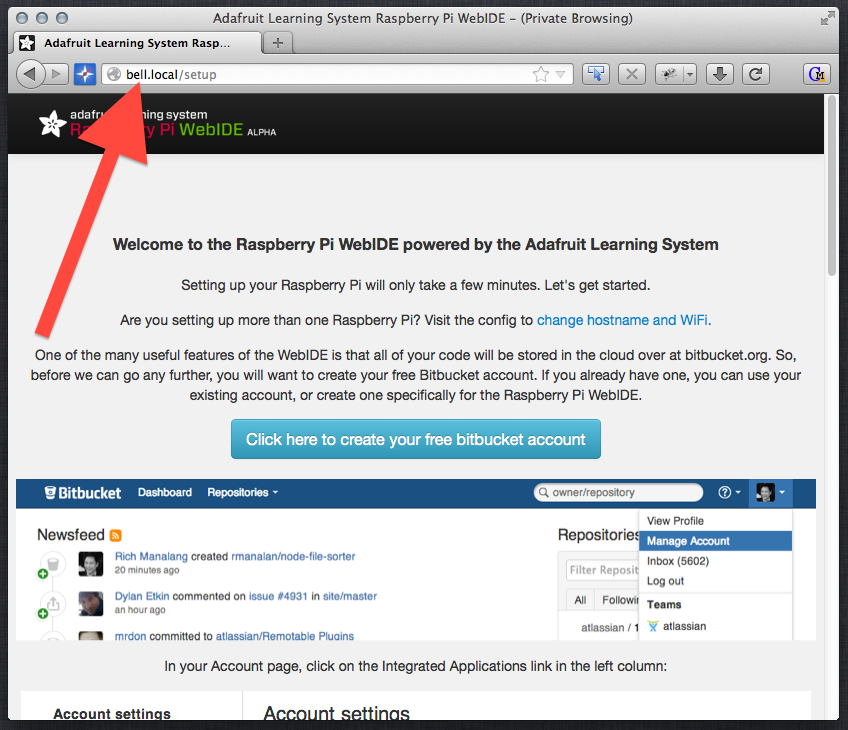 Adafruit Learning System Raspberry Pi WebIDE – (Private Browsing)
Adafruit Learning System Rasp...
bell.local/setup
learning system
Pi WebIDE ALPHA
Welcome to the Raspberry Pi WebIDE powered by the Adafruit Learning System
Setting up your Raspberry Pi will only take a few minutes. Let's get started.
Are you setting up more than one Raspberry Pi? Visit the config to change hostname and WiFi.
One of the many useful features of the WebIDE is that all of your code will be stored in the cloud over at bitbucket.org. So,
before we can go any further, you will want to create your free Bitbucket account. If you already have one, you can use your
existing account, or create one specifically for the Raspberry Pi WebIDE.
Click here to create your free bitbucket account
Bitbucket Dashboard Repositories owner/repository
Newsfeed
Rich Manalang created rmanalan/node-file-sorter
20 minutes ago
Dylan Etkin commented on issue #4931 in site/master
an hour ago
mrdon committed to atlassian/Remotable Plugins
Repositories
Filter Reposit
All Followin
atlassian / 1
View Profile
Manage Account
Inbox (5602)
Log out
Teams
atlassian
In your Account page, click on the Integrated Applications link in the left column:
Account settings
Account settings